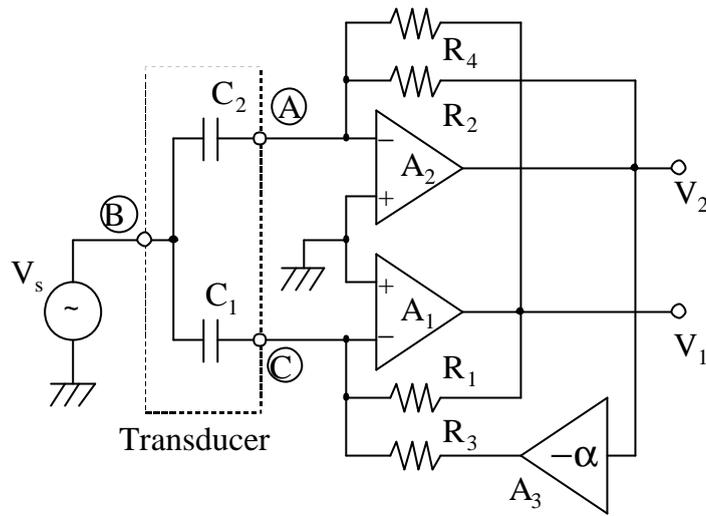 R4
C2
A
R2
−
A2
+
V2
B
Vs
~
C1
+
A1
−
V1
C
R1
Transducer
R3
−α
A3